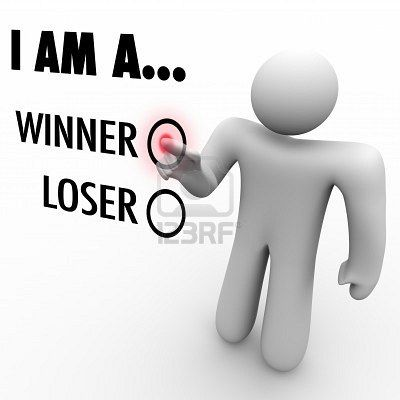 I AM A...
WINNER
LOSER
123RF